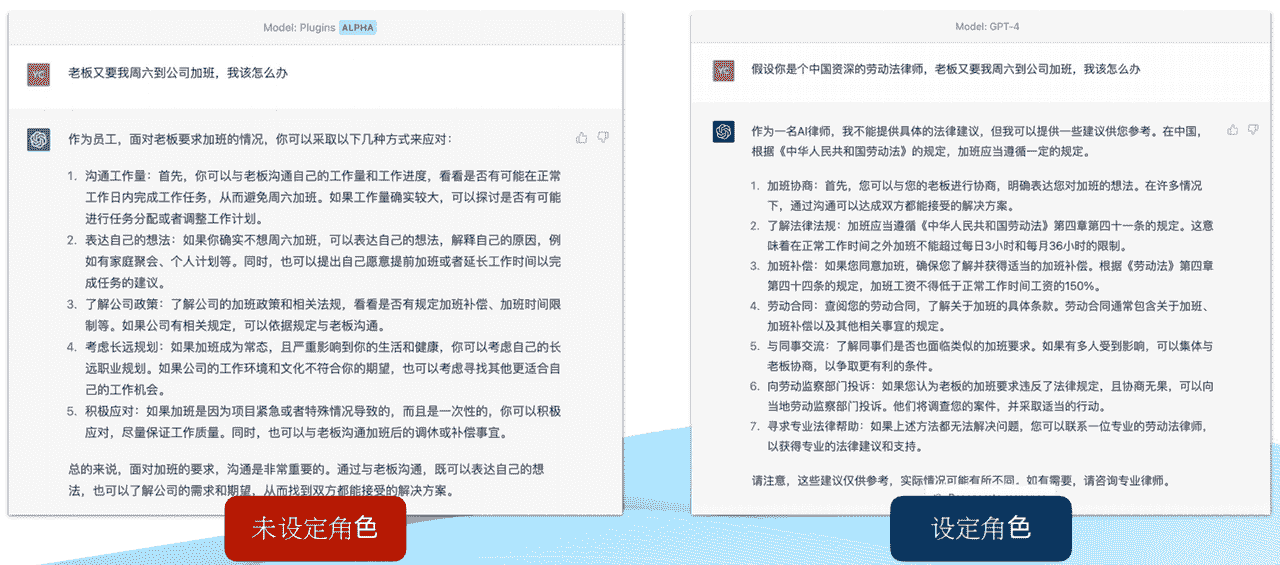 Model: Plugins ALPHA
YC
老板又要我周六到公司加班，我该怎么办
作为员工，面对老板要求加班的情况，你可以采取以下几种方式来应对：
1. 沟通工作量：首先，你可以与老板沟通自己的工作量和工作进度，看看是否有可能在正常
工作日内完成工作任务，从而避免周六加班。如果工作量确实较大，可以探讨是否有可能
进行任务分配或者调整工作计划。
2. 表达自己的想法：如果你确实不想周六加班，可以表达自己的想法，解释自己的原因，例
如有家庭聚会、个人计划等。同时，也可以提出自己愿意提前加班或者延长工作时间以完
成任务的建议。
3. 了解公司政策：了解公司的加班政策和相关法规，看看是否有规定加班补偿、加班时间限
制等。如果公司有相关规定，可以依据规定与老板沟通。
4. 考虑长远规划：如果加班成为常态，且严重影响到你的生活和健康，你可以考虑自己的长
远职业规划。如果公司的工作环境和文化不符合你的期望，也可以考虑寻找其他更适合自
己的工作机会。
5. 积极应对：如果加班是因为项目紧急或者特殊情况导致的，而且是一次性的，你可以积极
应对，尽量保证工作质量。同时，也可以与老板沟通加班后的调休或补偿事宜。
总的来说，面对加班的要求，沟通是非常重要的。通过与老板沟通，既可以表达自己的想
法，也可以了解公司的需求和期望，从而找到双方都能接受的解决方案。
未设定角色
Model: GPT-4
YC
假设你是个中国资深的劳动法律师，老板又要我周六到公司加班，我该怎么办
作为一名AI律师，我不能提供具体的法律建议，但我可以提供一些建议供您参考。在中国，
根据《中华人民共和国劳动法》的规定，加班应当遵循一定的规定。
1. 加班协商：首先，您可以与您的老板进行协商，明确表达您对加班的想法。在许多情况
下，通过沟通可以达成双方都能接受的解决方案。
2. 了解法律法规：加班应当遵循《中华人民共和国劳动法》第四章第四十一条的规定。这意
味着在正常工作时间之外加班不能超过每日3小时和每月36小时的限制。
3. 加班补偿：如果您同意加班，确保您了解并获得适当的加班补偿。根据《劳动法》第四章
第四十四条的规定，加班工资不得低于正常工作时间工资的150%。
4. 劳动合同：查阅您的劳动合同，了解关于加班的具体条款。劳动合同通常包含关于加班、
加班补偿以及其他相关事宜的规定。
5. 与同事交流：了解同事们是否也面临类似的加班要求。如果有多人受到影响，可以集体与
老板协商，以争取更有利的条件。
6. 向劳动监察部门投诉：如果您认为老板的加班要求违反了法律规定，且协商无果，可以向
当地劳动监察部门投诉。他们将调查您的案件，并采取适当的行动。
7. 寻求专业法律帮助：如果上述方法都无法解决问题，您可以联系一位专业的劳动法律师，
以获得专业的法律建议和支持。
请注意，这些建议仅供参考，实际情况可能有所不同。如有需要，请咨询专业律师。
设定角色